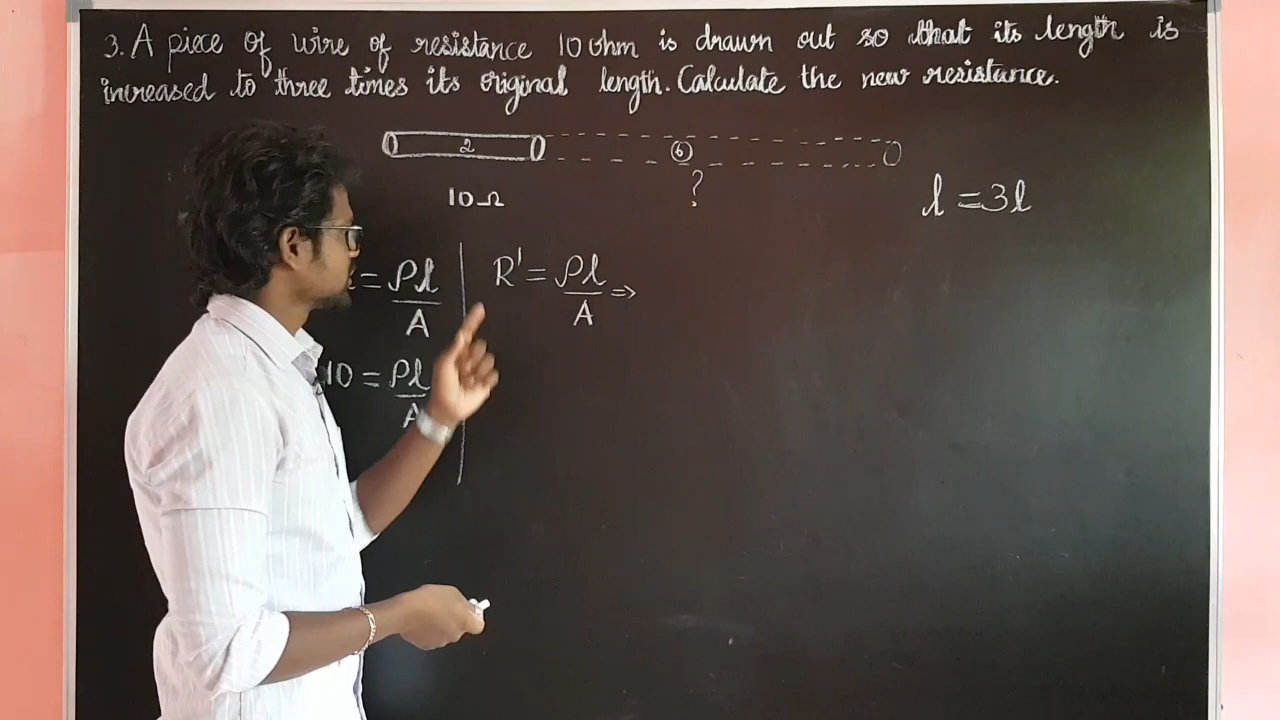 3. A piece of wire of resistance 10 ohm is drawn out so that its length is
increased to three times its original length. Calculate the new resistance.
2
6
10 Ω
?
l = 3l
= ρl
A
R' = ρl
A
⇒
10 = ρl
A